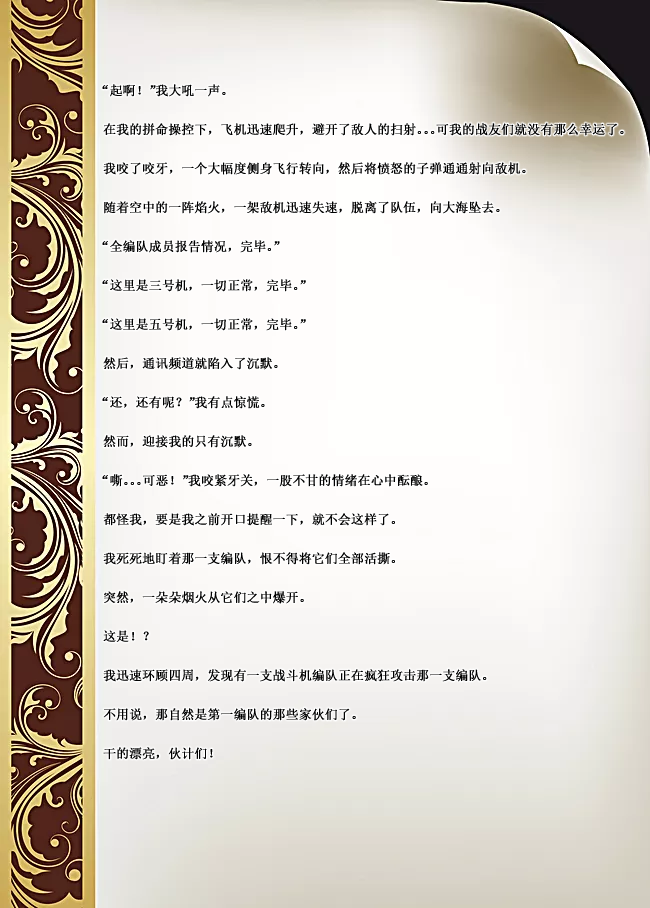 “起啊！”我大吼一声。
在我的拼命操控下，飞机迅速爬升，避开了敌人的扫射。。。可我的战友们就没有那么幸运了。
我咬了咬牙，一个大幅度侧身飞行转向，然后将愤怒的子弹通通射向敌机。
随着空中的一阵焰火，一架敌机迅速失速，脱离了队伍，向大海坠去。
“全编队成员报告情况，完毕。”
“这里是三号机，一切正常，完毕。”
“这里是五号机，一切正常，完毕。”
然后，通讯频道就陷入了沉默。
“还，还有呢？”我有点惊慌。
然而，迎接我的只有沉默。
“嘶。。。可恶！”我咬紧牙关，一股不甘的情绪在心中酝酿。
都怪我，要是我之前开口提醒一下，就不会这样了。
我死死地盯着那一支编队，恨不得将它们全部活撕。
突然，一朵朵烟火从它们之中爆开。
这是！？
我迅速环顾四周，发现有一支战斗机编队正在疯狂攻击那一支编队。
不用说，那自然是第一编队的那些家伙们了。
干的漂亮，伙计们！